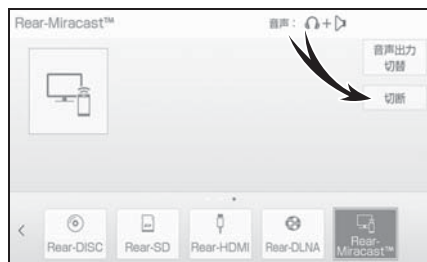 Rear-Miracast™
音声： +
音声出力
切替
切断
Rear-DISC
Rear-SD
Rear-HDMI
Rear-DLNA
Rear-
Miracast™